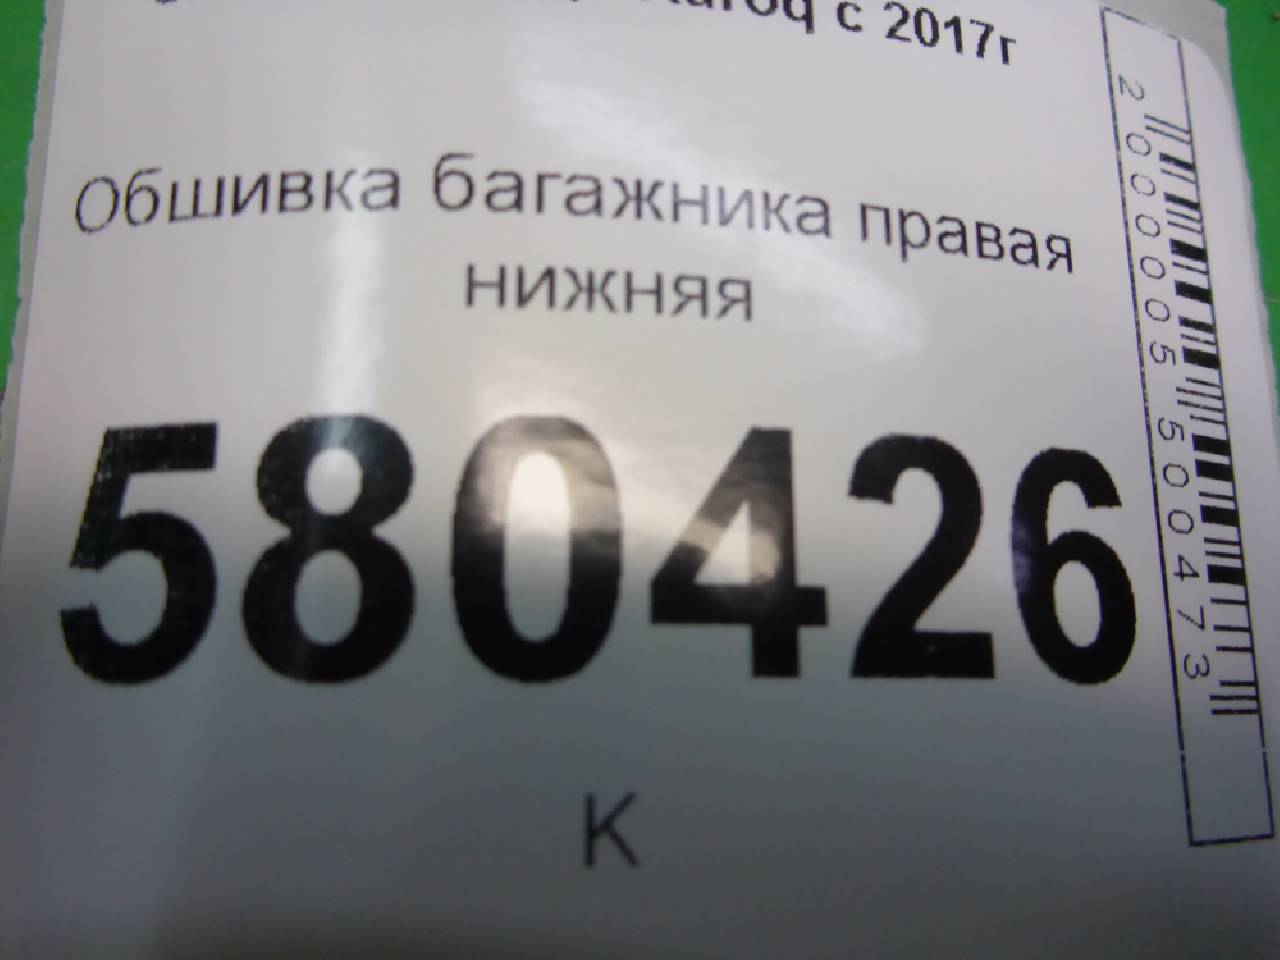 с 2017г
Обшивка багажника правая
нижняя
580426
К
2000005500473